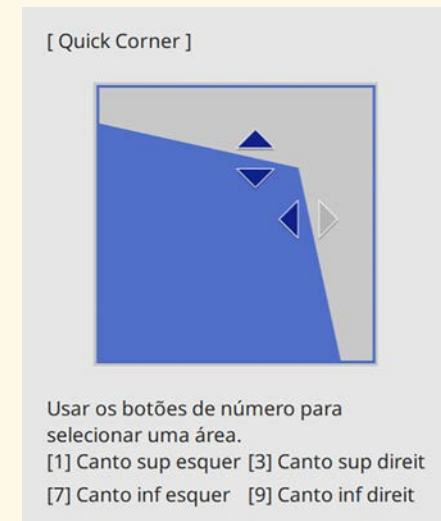 [ Quick Corner ]
Usar os botões de número para
selecionar uma área.
[1] Canto sup esquer [3] Canto sup direit
[7] Canto inf esquer [9] Canto inf direit